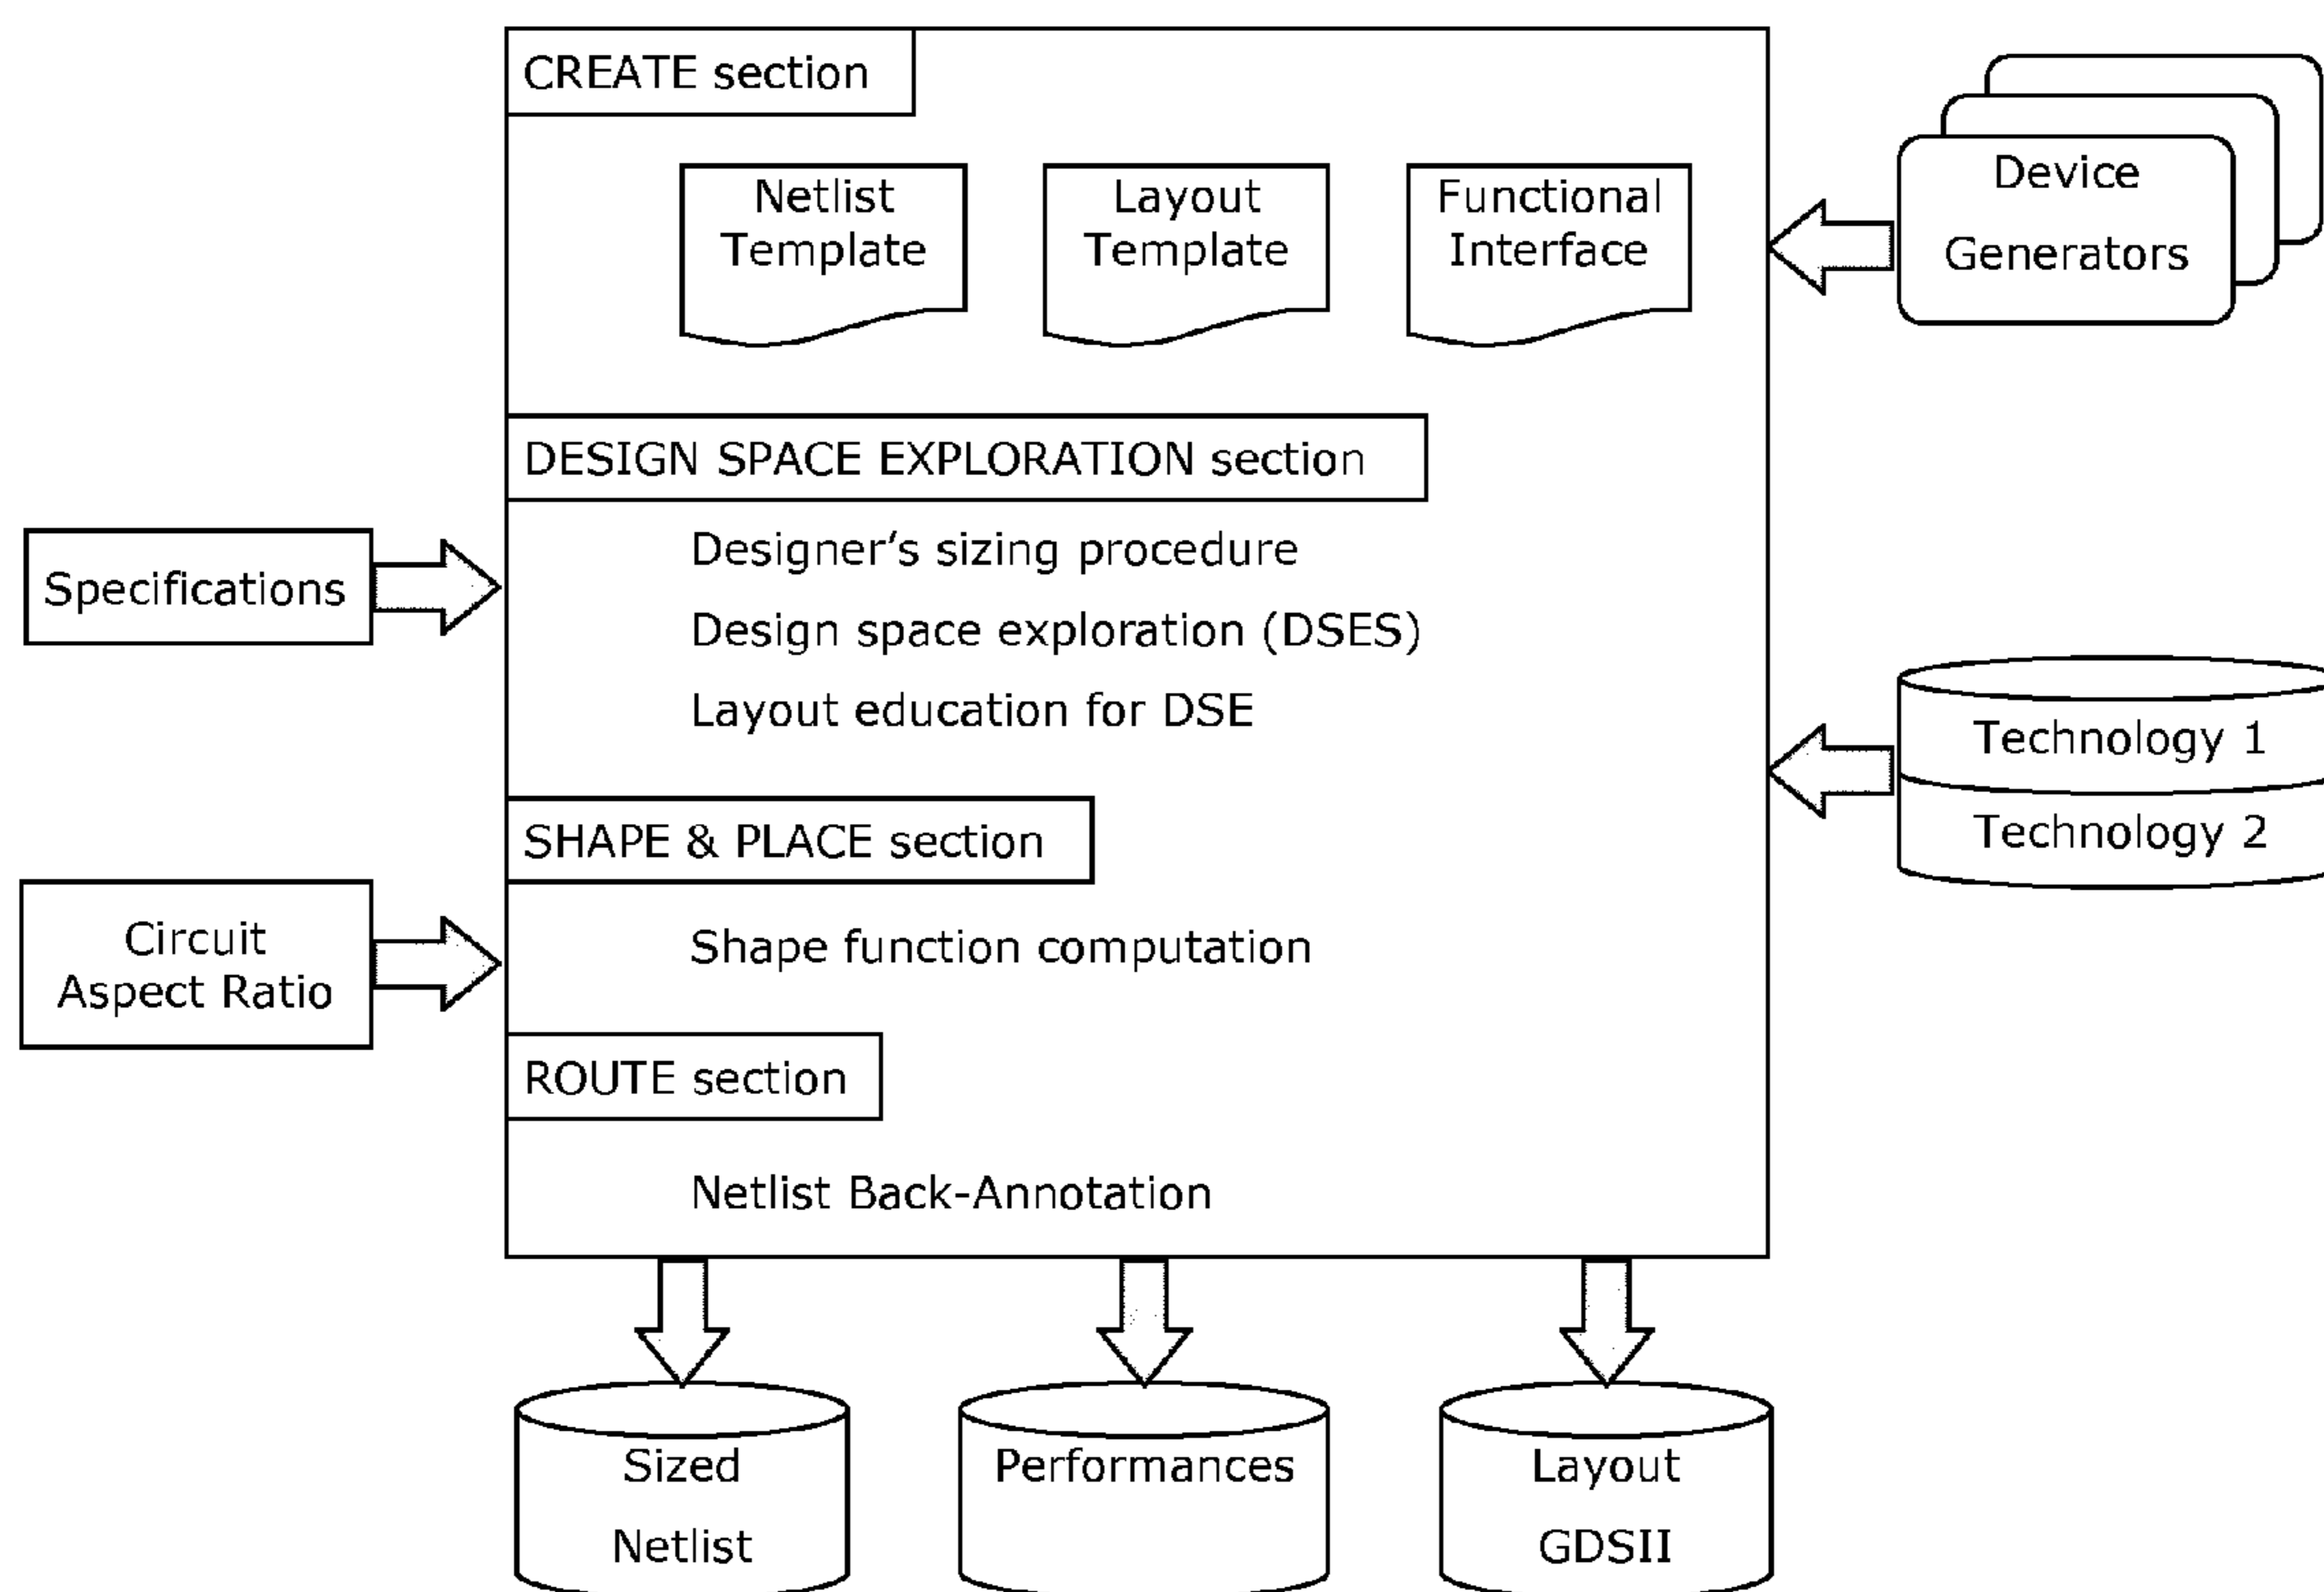 CREATE section
Netlist
Template
Layout
Template
Functional
Interface
Device
Generators
DESIGN SPACE EXPLORATION section
Specifications
Designer’s sizing procedure
Design space exploration (DSES)
Layout education for DSE
Technology 1
Technology 2
SHAPE & PLACE section
Circuit
Aspect Ratio
Shape function computation
ROUTE section
Netlist Back-Annotation
Sized
Netlist
Performances
Layout
GDSII